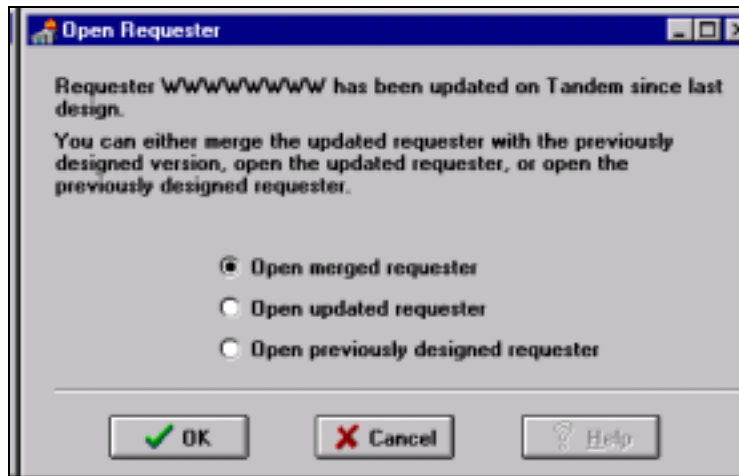 Open Requester
Requester WWWWWWWW has been updated on Tandem since last
design.
You can either merge the updated requester with the previously
designed version, open the updated requester, or open the
previously designed requester.
Open merged requester
Open updated requester
Open previously designed requester
OK
Cancel
Help